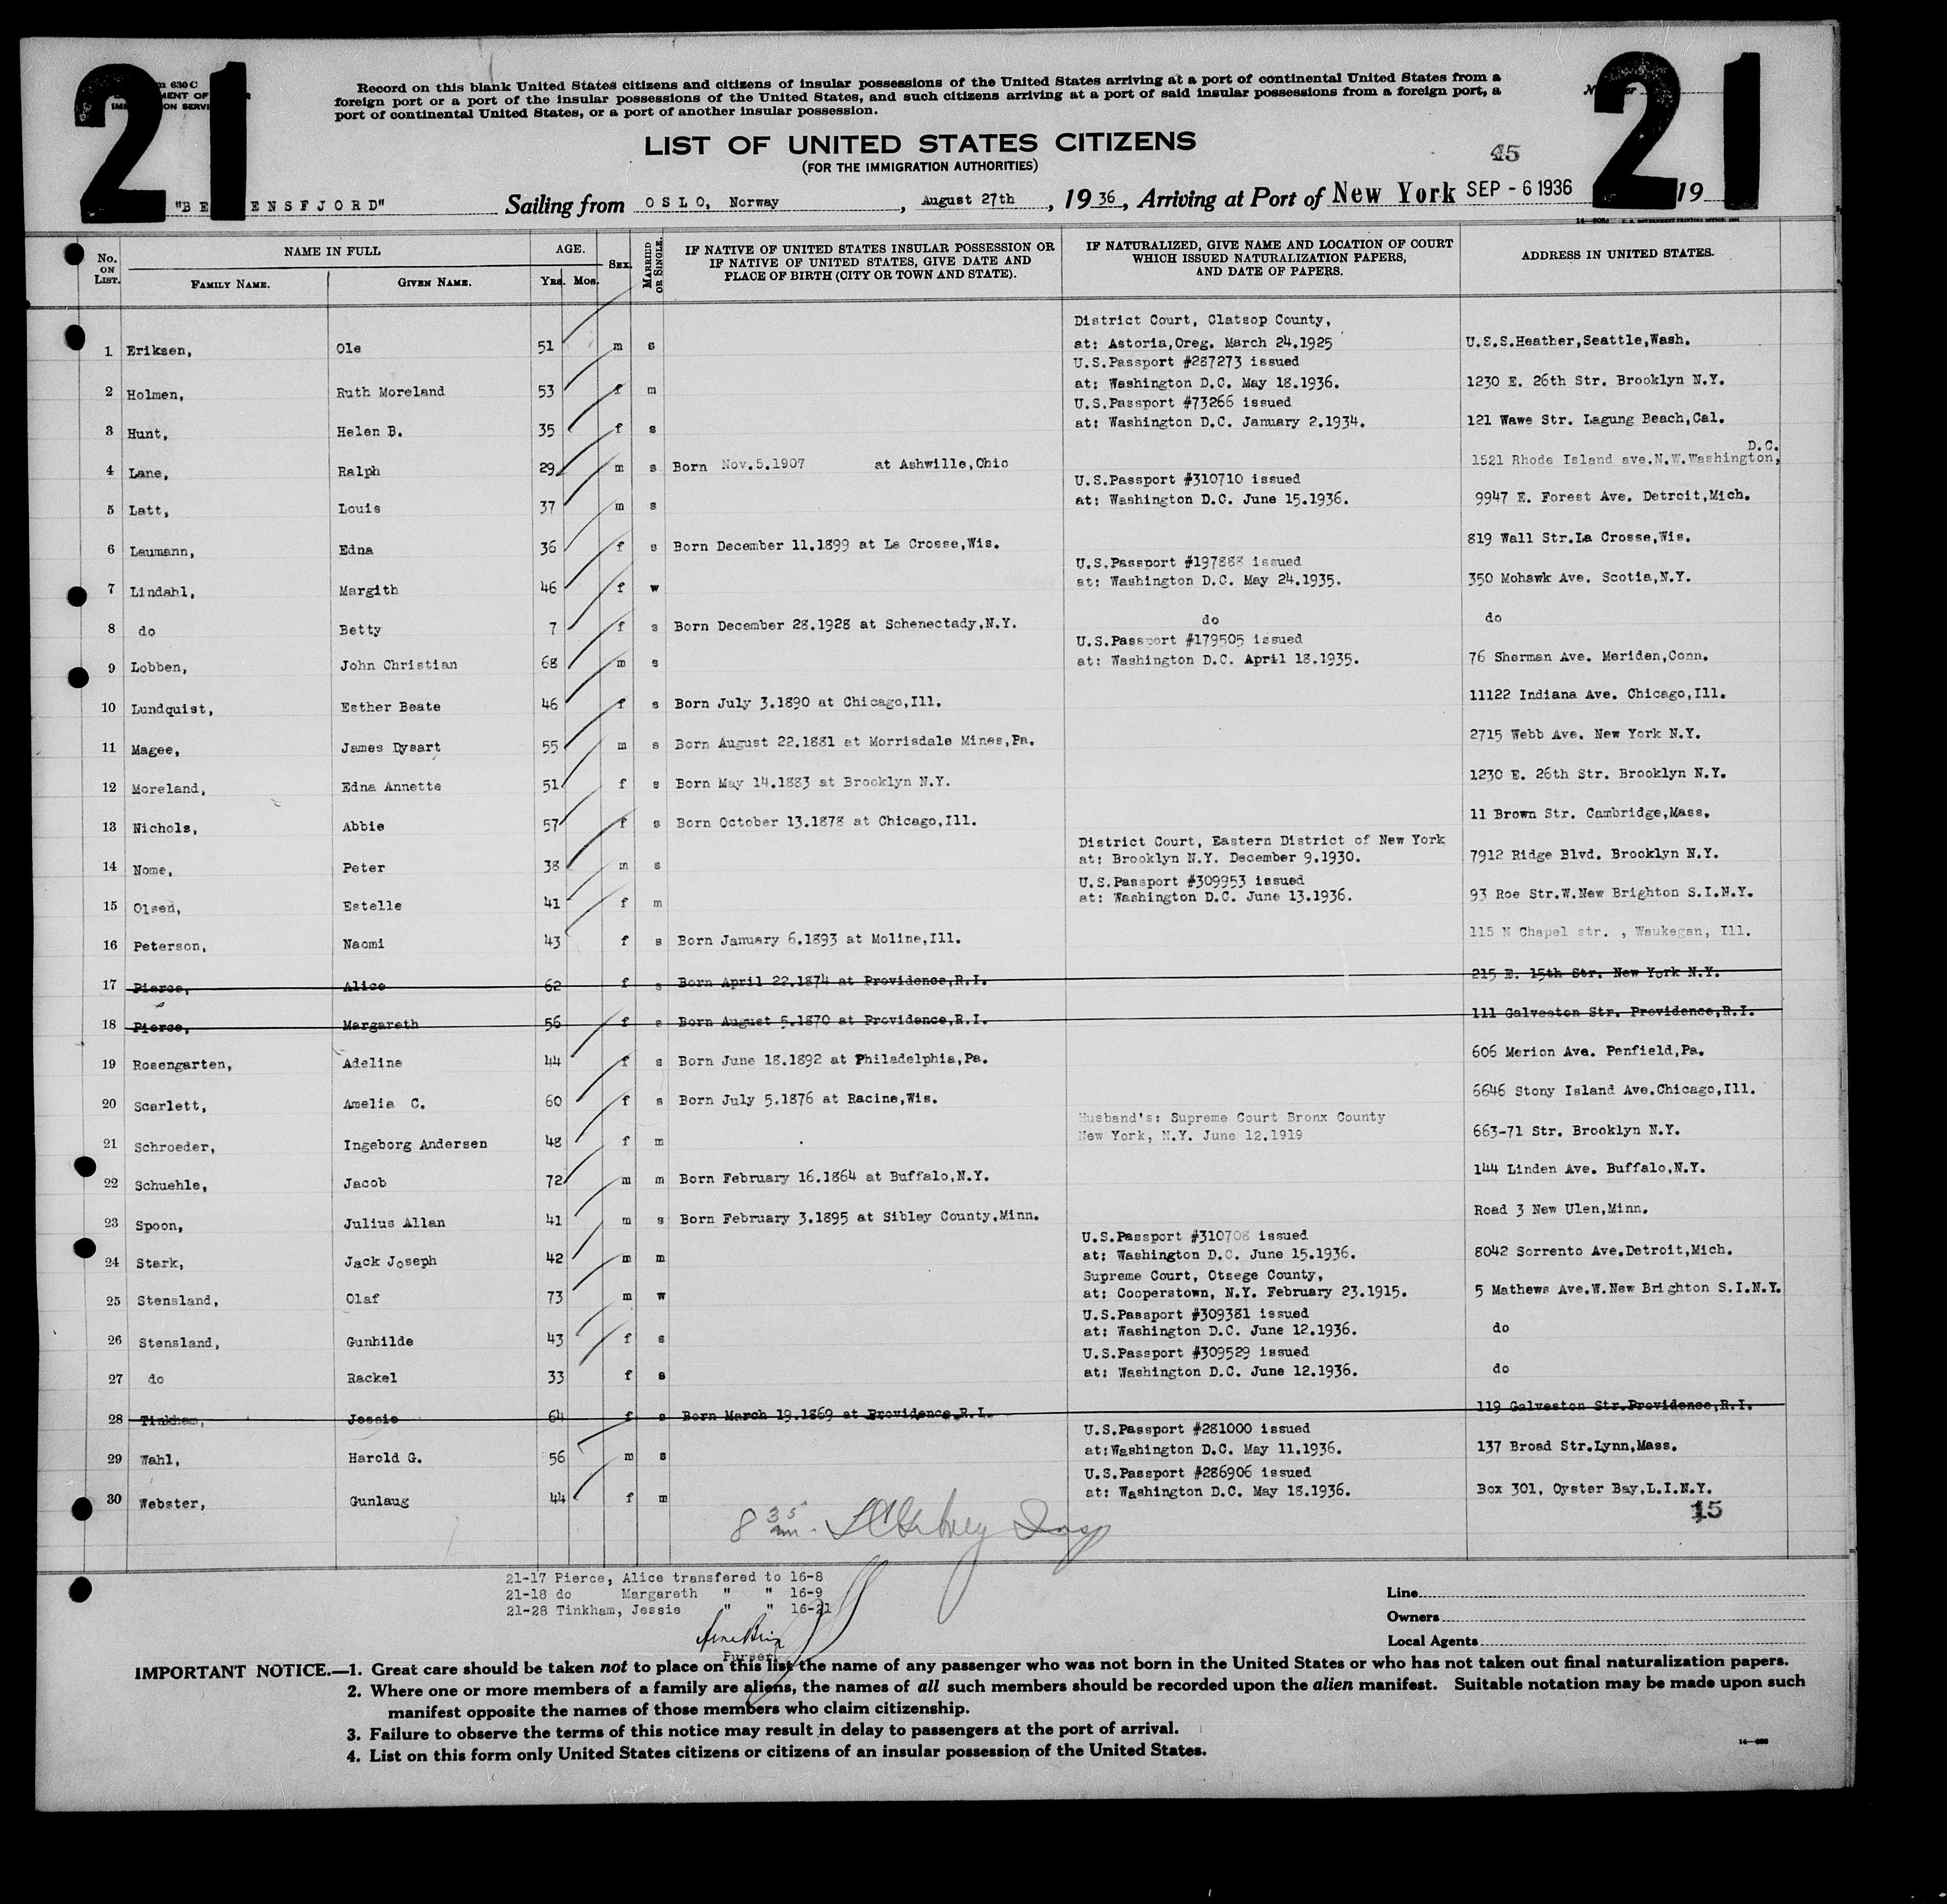 21
21
630 C
Record on this blank United States citizens and citizens of insular possessions of the United States arriving at a port of continental United States from a
foreign port or a port of the insular possessions of the United States, and such citizens arriving at a port of said insular possessions from a foreign port, a
port of continental United States, or a port of another insular possession.
LIST OF UNITED STATES CITIZENS
(FOR THE IMMIGRATION AUTHORITIES)
45
Sailing from OSLO, Norway, August 27th, 1936, Arriving at Port of New York SEP - 6 1936 19
No. ON LIST. NAME IN FULL AGE. SEX. MARRIED OR SINGLE. IF NATIVE OF UNITED STATES INSULAR POSSESSION OR IF NATIVE OF UNITED STATES, GIVE DATE AND PLACE OF BIRTH (CITY OR TOWN AND STATE). IF NATURALIZED, GIVE NAME AND LOCATION OF COURT WHICH ISSUED NATURALIZATION PAPERS, AND DATE OF PAPERS. ADDRESS IN UNITED STATES.
FAMILY NAME. GIVEN NAME. YRS. MOS.
District Court, Clatsop County,
1 Eriksen, Ole 51 m s at: Astoria,Oreg. March 24.1925 U.S.S.Heather,Seattle,Wash.
U.S.Passport #287273 issued
2 Holmen, Ruth Moreland 53 f m at: Washington D.C. May 18.1936. 1230 E. 26th Str. Brooklyn N.Y.
U.S.Passport #73266 issued
3 Hunt, Helen B. 35 f s at: Washington D.C. January 2.1934. 121 Wawe Str. Lagung Beach,Cal.
D.C.
4 Lane, Ralph 29 m s Born Nov.5.1907 at Ashwille,Ohio 1521 Rhode Island ave.N.W.Washington,
U.S.Passport #310710 issued
5 Latt, Louis 37 m s at: Washington D.C. June 15.1936. 9947 E. Forest Ave. Detroit,Mich.
6 Laumann, Edna 36 f s Born December 11.1899 at La Crosse,Wis. 819 Wall Str.La Crosse,Wis.
U.S.Passport #197888 issued
7 Lindahl, Margith 46 f w at: Washington D.C. May 24.1935. 350 Mohawk Ave. Scotia,N.Y.
8 do Betty 7 f s Born December 28.1928 at Schenectady,N.Y. do do
U.S.Passport #179505 issued
9 Lobben, John Christian 68 m s at: Washington D.C. April 18.1935. 76 Sherman Ave. Meriden,Conn.
10 Lundquist, Esther Beate 46 f s Born July 3.1890 at Chicago,Ill. 11122 Indiana Ave. Chicago,Ill.
11 Magee, James Dysart 55 m s Born August 22.1881 at Morrisdale Mines,Pa. 2715 Webb Ave. New York N.Y.
12 Moreland, Edna Annette 51 f s Born May 14.1883 at Brooklyn N.Y. 1230 E. 26th Str. Brooklyn N.Y.
13 Nichols, Abbie 57 f s Born October 13.1878 at Chicago,Ill. 11 Brown Str. Cambridge,Mass.
District Court, Eastern District of New York
14 Nome, Peter 38 m s at: Brooklyn N.Y. December 9.1930. 7912 Ridge Blvd. Brooklyn N.Y.
U.S.Passport #309953 issued
15 Olsen, Estelle 41 f m at: Washington D.C. June 13.1936. 93 Roe Str.W.New Brighton S.I.N.Y.
16 Peterson, Naomi 43 f s Born January 6.1893 at Moline,Ill. 115 N Chapel str. , Waukegan, Ill.
17 Pierce, Alice 62 f s Born April 22.1874 at Providence,R.I. 215 E. 15th Str. New York N.Y.
18 Pierce, Margareth 56 f s Born August 5.1870 at Providence,R.I. 111 Galveston Str. Providence,R.I.
19 Rosengarten, Adeline 44 f s Born June 18.1892 at Philadelphia,Pa. 606 Merion Ave. Penfield,Pa.
20 Scarlett, Amelia C. 60 f s Born July 5.1876 at Racine,Wis. 6646 Stony Island Ave.Chicago,Ill.
Husband's: Supreme Court Bronx County
21 Schroeder, Ingeborg Andersen 48 f m New York, N.Y. June 12.1919 663-71 Str. Brooklyn N.Y.
22 Schuehle, Jacob 72 m m Born February 16.1864 at Buffalo,N.Y. 144 Linden Ave. Buffalo,N.Y.
23 Spoon, Julius Allan 41 m s Born February 3.1895 at Sibley County,Minn. Road 3 New Ulen,Minn.
U.S.Passport #310708 issued
24 Stark, Jack Joseph 42 m m at: Washington D.C. June 15.1936. 8042 Sorrento Ave.Detroit,Mich.
Supreme Court, Otsege County,
25 Stensland, Olaf 73 m w at: Cooperstown, N.Y. February 23.1915. 5 Mathews Ave.W.New Brighton S.I.N.Y.
U.S.Passport #309381 issued
26 Stensland, Gunhilde 43 f s at: Washington D.C. June 12.1936. do
U.S.Passport #309529 issued
27 do Rackel 33 f s at: Washington D.C. June 12.1936. do
28 Tinkham, Jessie 64 f s Born March 19.1869 at Providence,R.I. 119 Galveston Str.Providence,R.I.
U.S.Passport #281000 issued
29 Wahl, Harold G. 56 m s at:Washington D.C. May 11.1936. 137 Broad Str.Lynn,Mass.
U.S.Passport #286906 issued
30 Webster, Gunlaug 44 f m at: Washington D.C. May 18.1936. Box 301, Oyster Bay,L.I.N.Y.
15
8 35 am.
21-17 Pierce, Alice transfered to 16-8
21-18 do Margareth " " 16-9
21-28 Tinkham, Jessie " " 16-21
Purser
Line
Owners
Local Agents
IMPORTANT NOTICE.—1. Great care should be taken not to place on this list the name of any passenger who was not born in the United States or who has not taken out final naturalization papers.
2. Where one or more members of a family are aliens, the names of all such members should be recorded upon the alien manifest. Suitable notation may be made upon such
manifest opposite the names of those members who claim citizenship.
3. Failure to observe the terms of this notice may result in delay to passengers at the port of arrival.
4. List on this form only United States citizens or citizens of an insular possession of the United States.